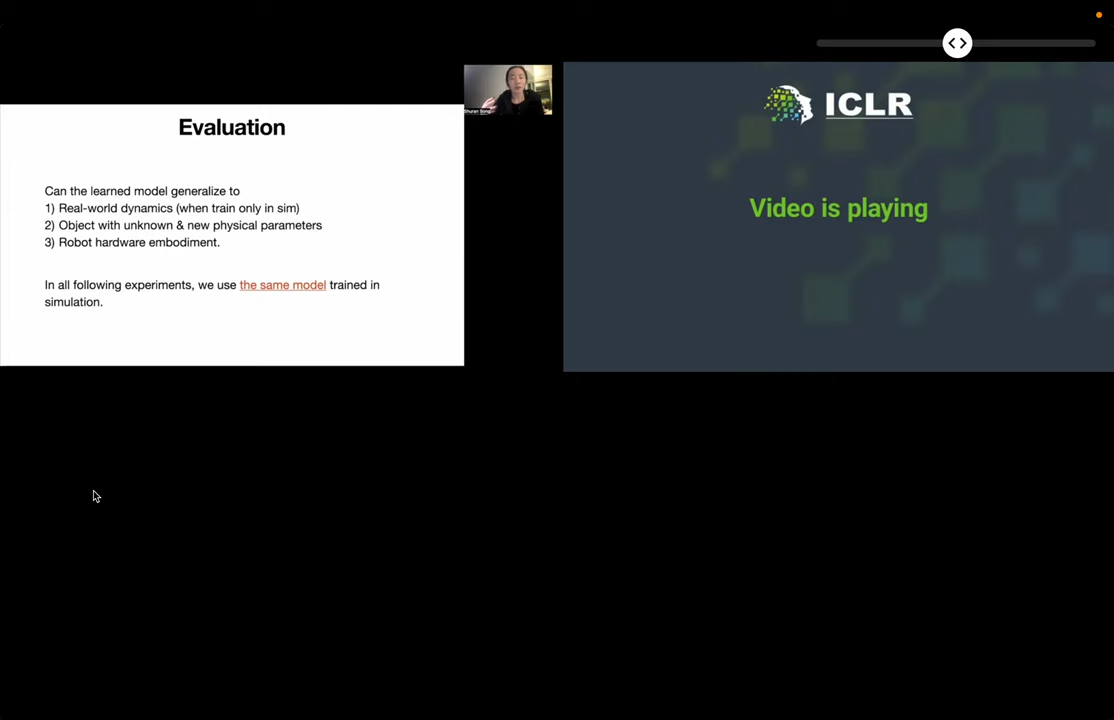 Evaluation
Can the learned model generalize to
1) Real-world dynamics (when train only in sim)
2) Object with unknown & new physical parameters
3) Robot hardware embodiment.
In all following experiments, we use the same model trained in
simulation.
Shuran Song
ICLR
Video is playing